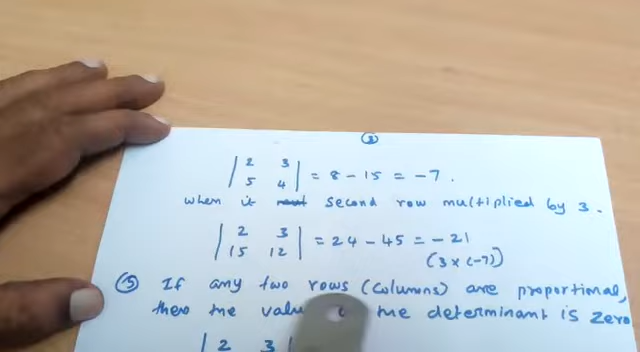 2
| 2 3 |
| 5 4 | = 8 - 15 = -7.
when it second row multiplied by 3.
| 2 3 |
| 15 12 | = 24 - 45 = -21
(3 x (-7))
5 If any two rows (Columns) are proportional,
then the value the determinant is zero
| 2 3 |